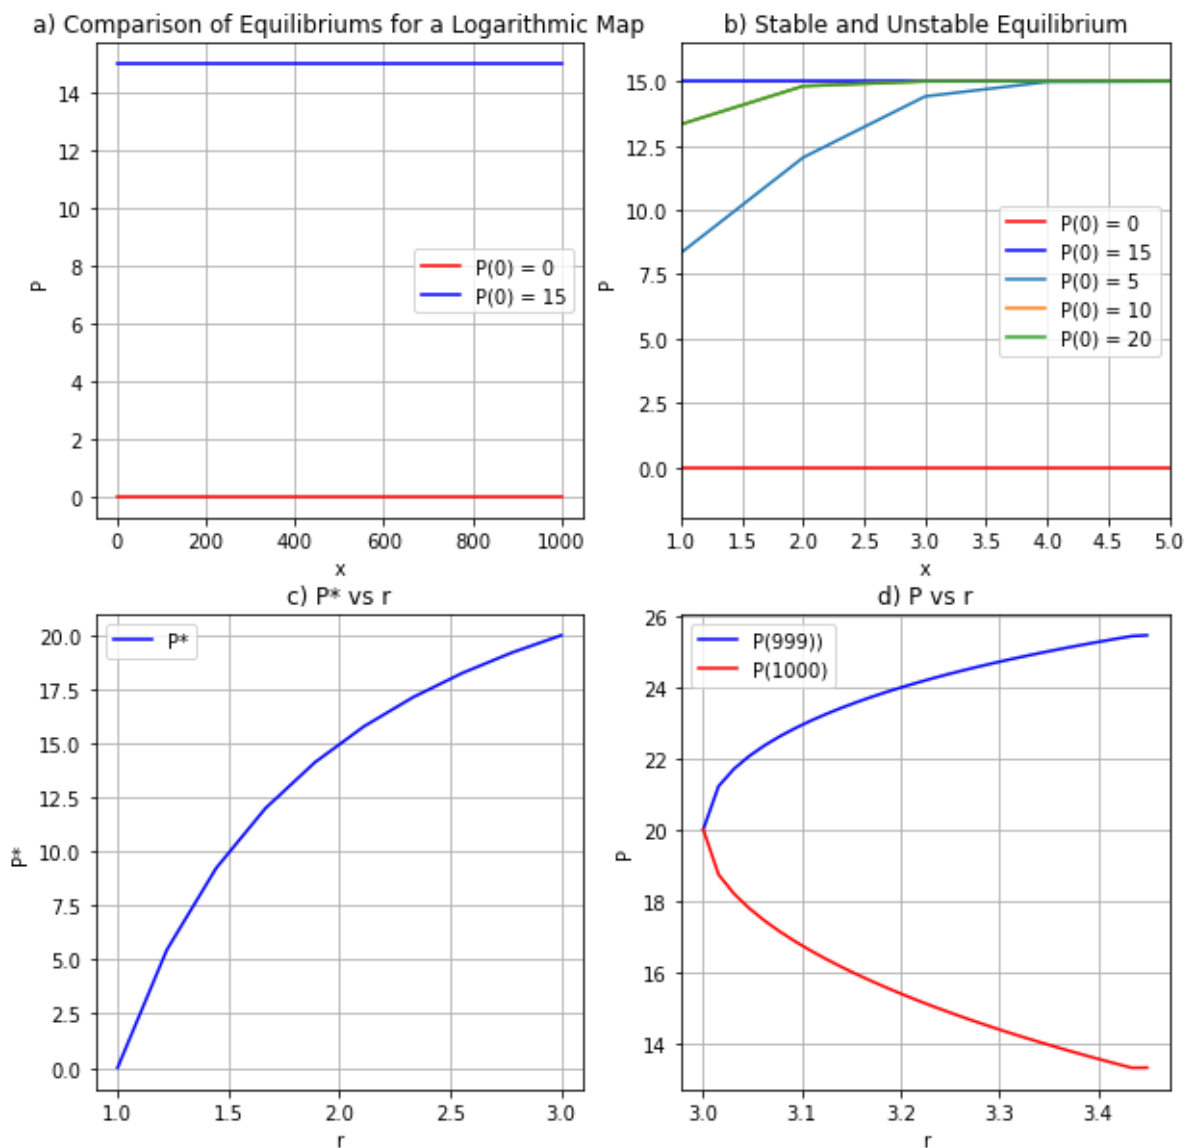 a) Comparison of Equilibriums for a Logarithmic Map
14
12
10
8
6
4
2
0
P
P(0) = 0
P(0) = 15
0 200 400 600 800 1000
x
b) Stable and Unstable Equilibrium
15.0
12.5
10.0
7.5
5.0
2.5
0.0
P
P(0) = 0
P(0) = 15
P(0) = 5
P(0) = 10
P(0) = 20
1.0 1.5 2.0 2.5 3.0 3.5 4.0 4.5 5.0
x
c) P* vs r
20.0
17.5
15.0
12.5
10.0
7.5
5.0
2.5
0.0
P*
P*
1.0 1.5 2.0 2.5 3.0
r
d) P vs r
26
24
22
20
18
16
14
P
P(999))
P(1000)
3.0 3.1 3.2 3.3 3.4
r